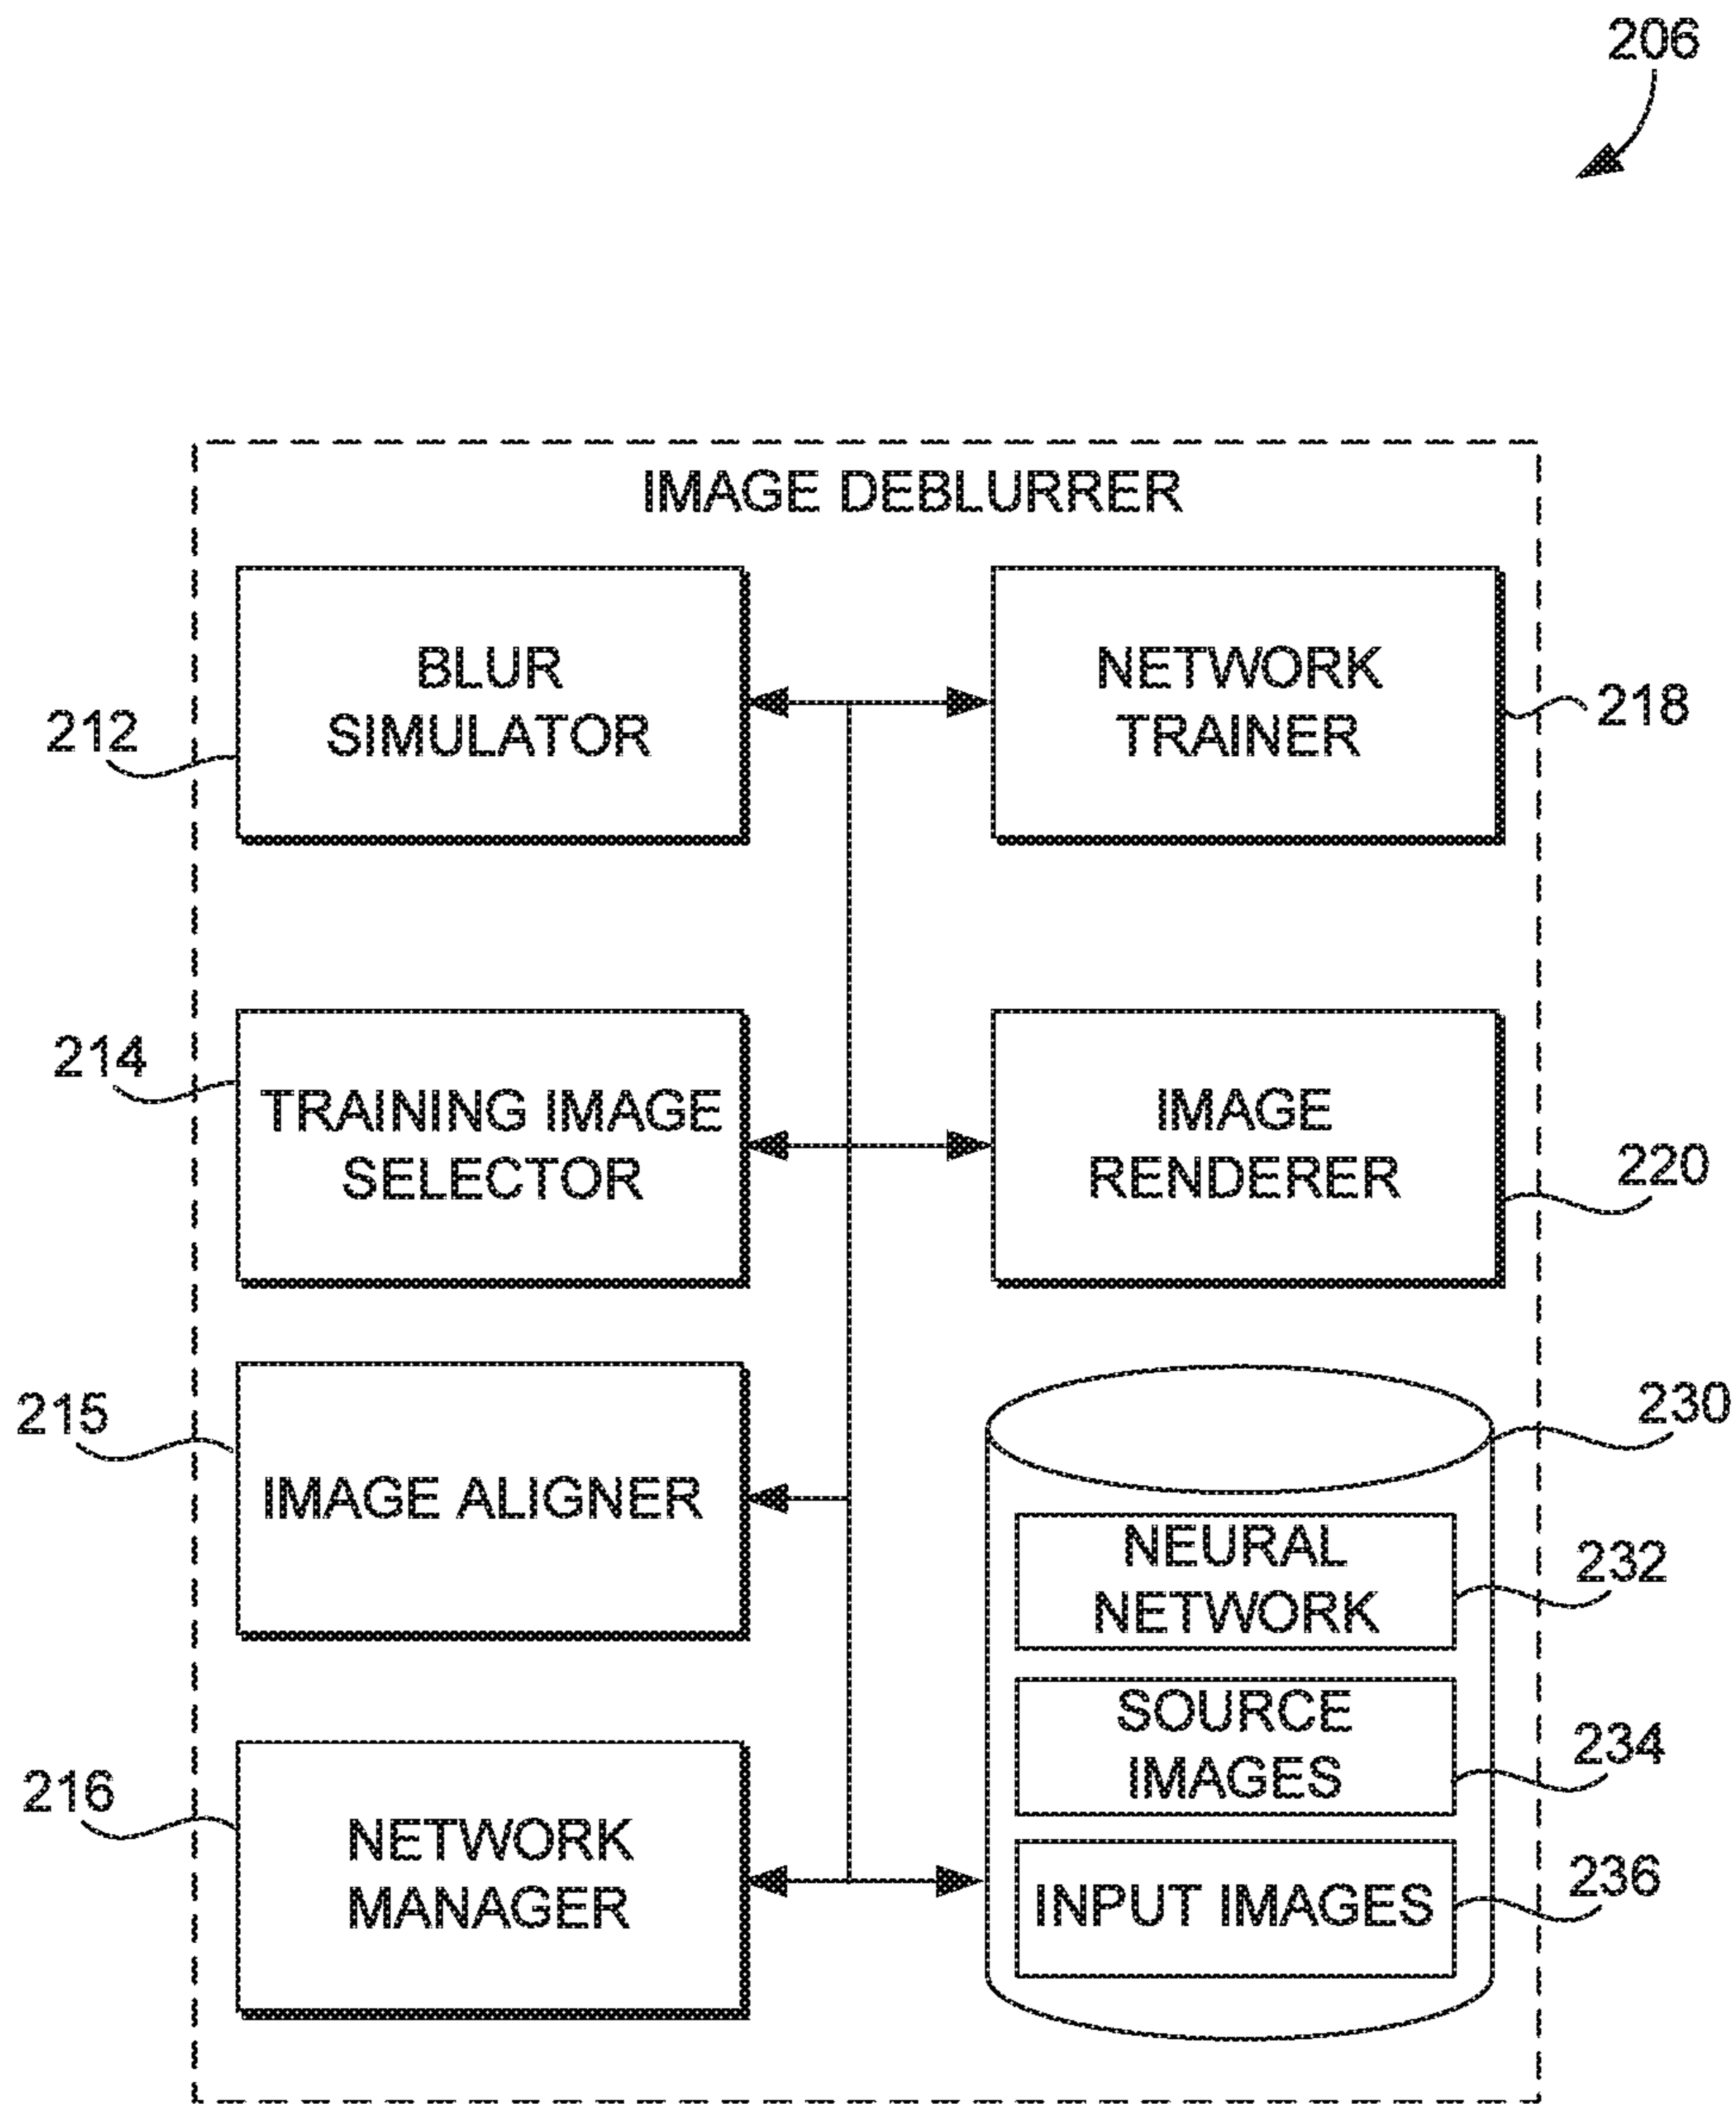 206
IMAGE DEBLURRER
BLUR
SIMULATOR
212
NETWORK
TRAINER
218
214
TRAINING IMAGE
SELECTOR
IMAGE
RENDERER
220
215
IMAGE ALIGNER
230
NEURAL
NETWORK
232
SOURCE
IMAGES
234
216
NETWORK
MANAGER
INPUT IMAGES
236